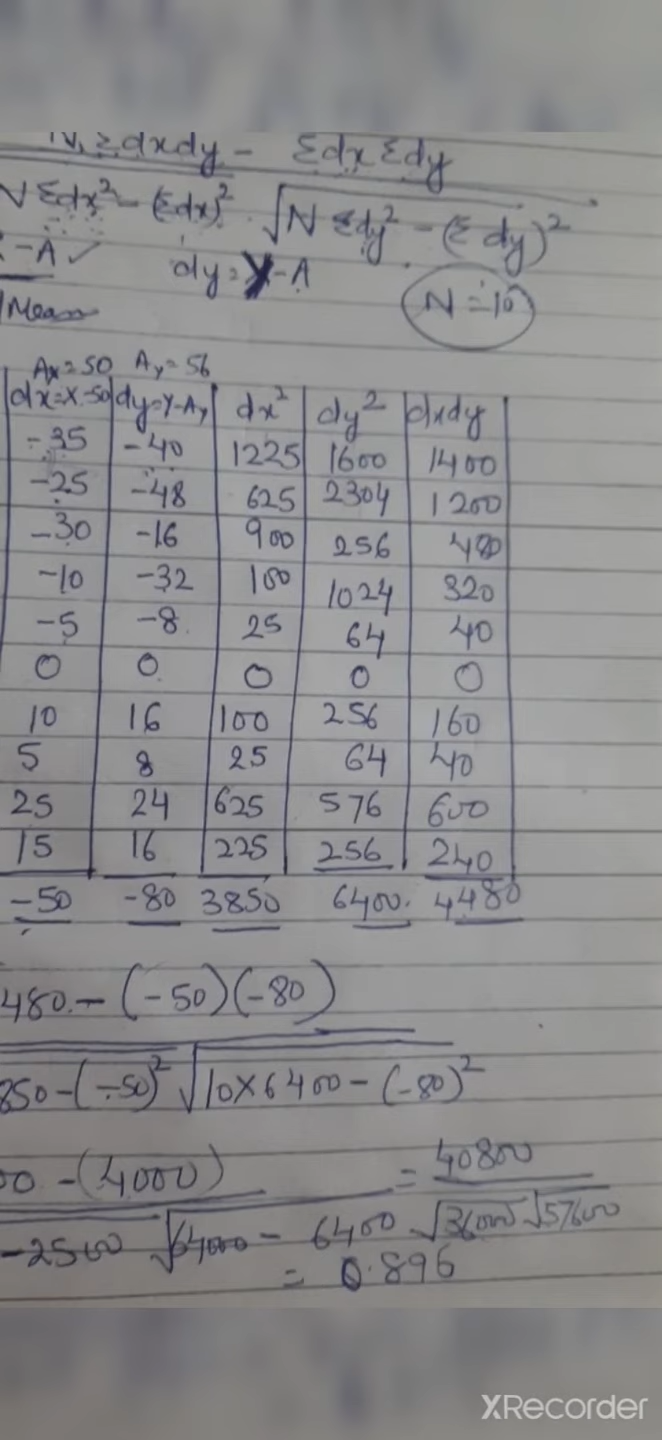 N Σdxdy - Σdx Σdy
NΣdx² - (Σdx)² √NΣdy² - (Σdy)²
-A ✓ dy = Y-A
Mean N = 10
Ax = 50 Ay = 56
dx=X-50 dy=Y-Ay dx² dy² dxdy
-35 -40 1225 1600 1400
-25 -48 625 2304 1200
-30 -16 900 256 480
-10 -32 100 1024 320
-5 -8 25 64 40
0 0 0 0 0
10 16 100 256 160
5 8 25 64 40
25 24 625 576 600
15 16 225 256 240
-50 -80 3850 6400. 4480
480 - (-50)(-80)
850 - (-50)² √10×6400 - (-80)²
00 - (4000) = 40800
-2500 √64000 - 6400 √36000 √57600
= 0.896
XRecorder